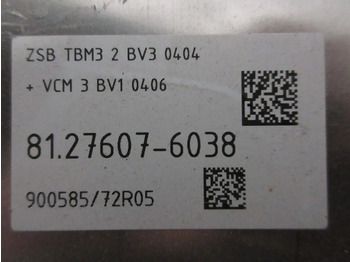 ZSB TBM3 2 BV3 0404
+ VCM 3 BV1 0406
81.27607-6038
900585/72R05